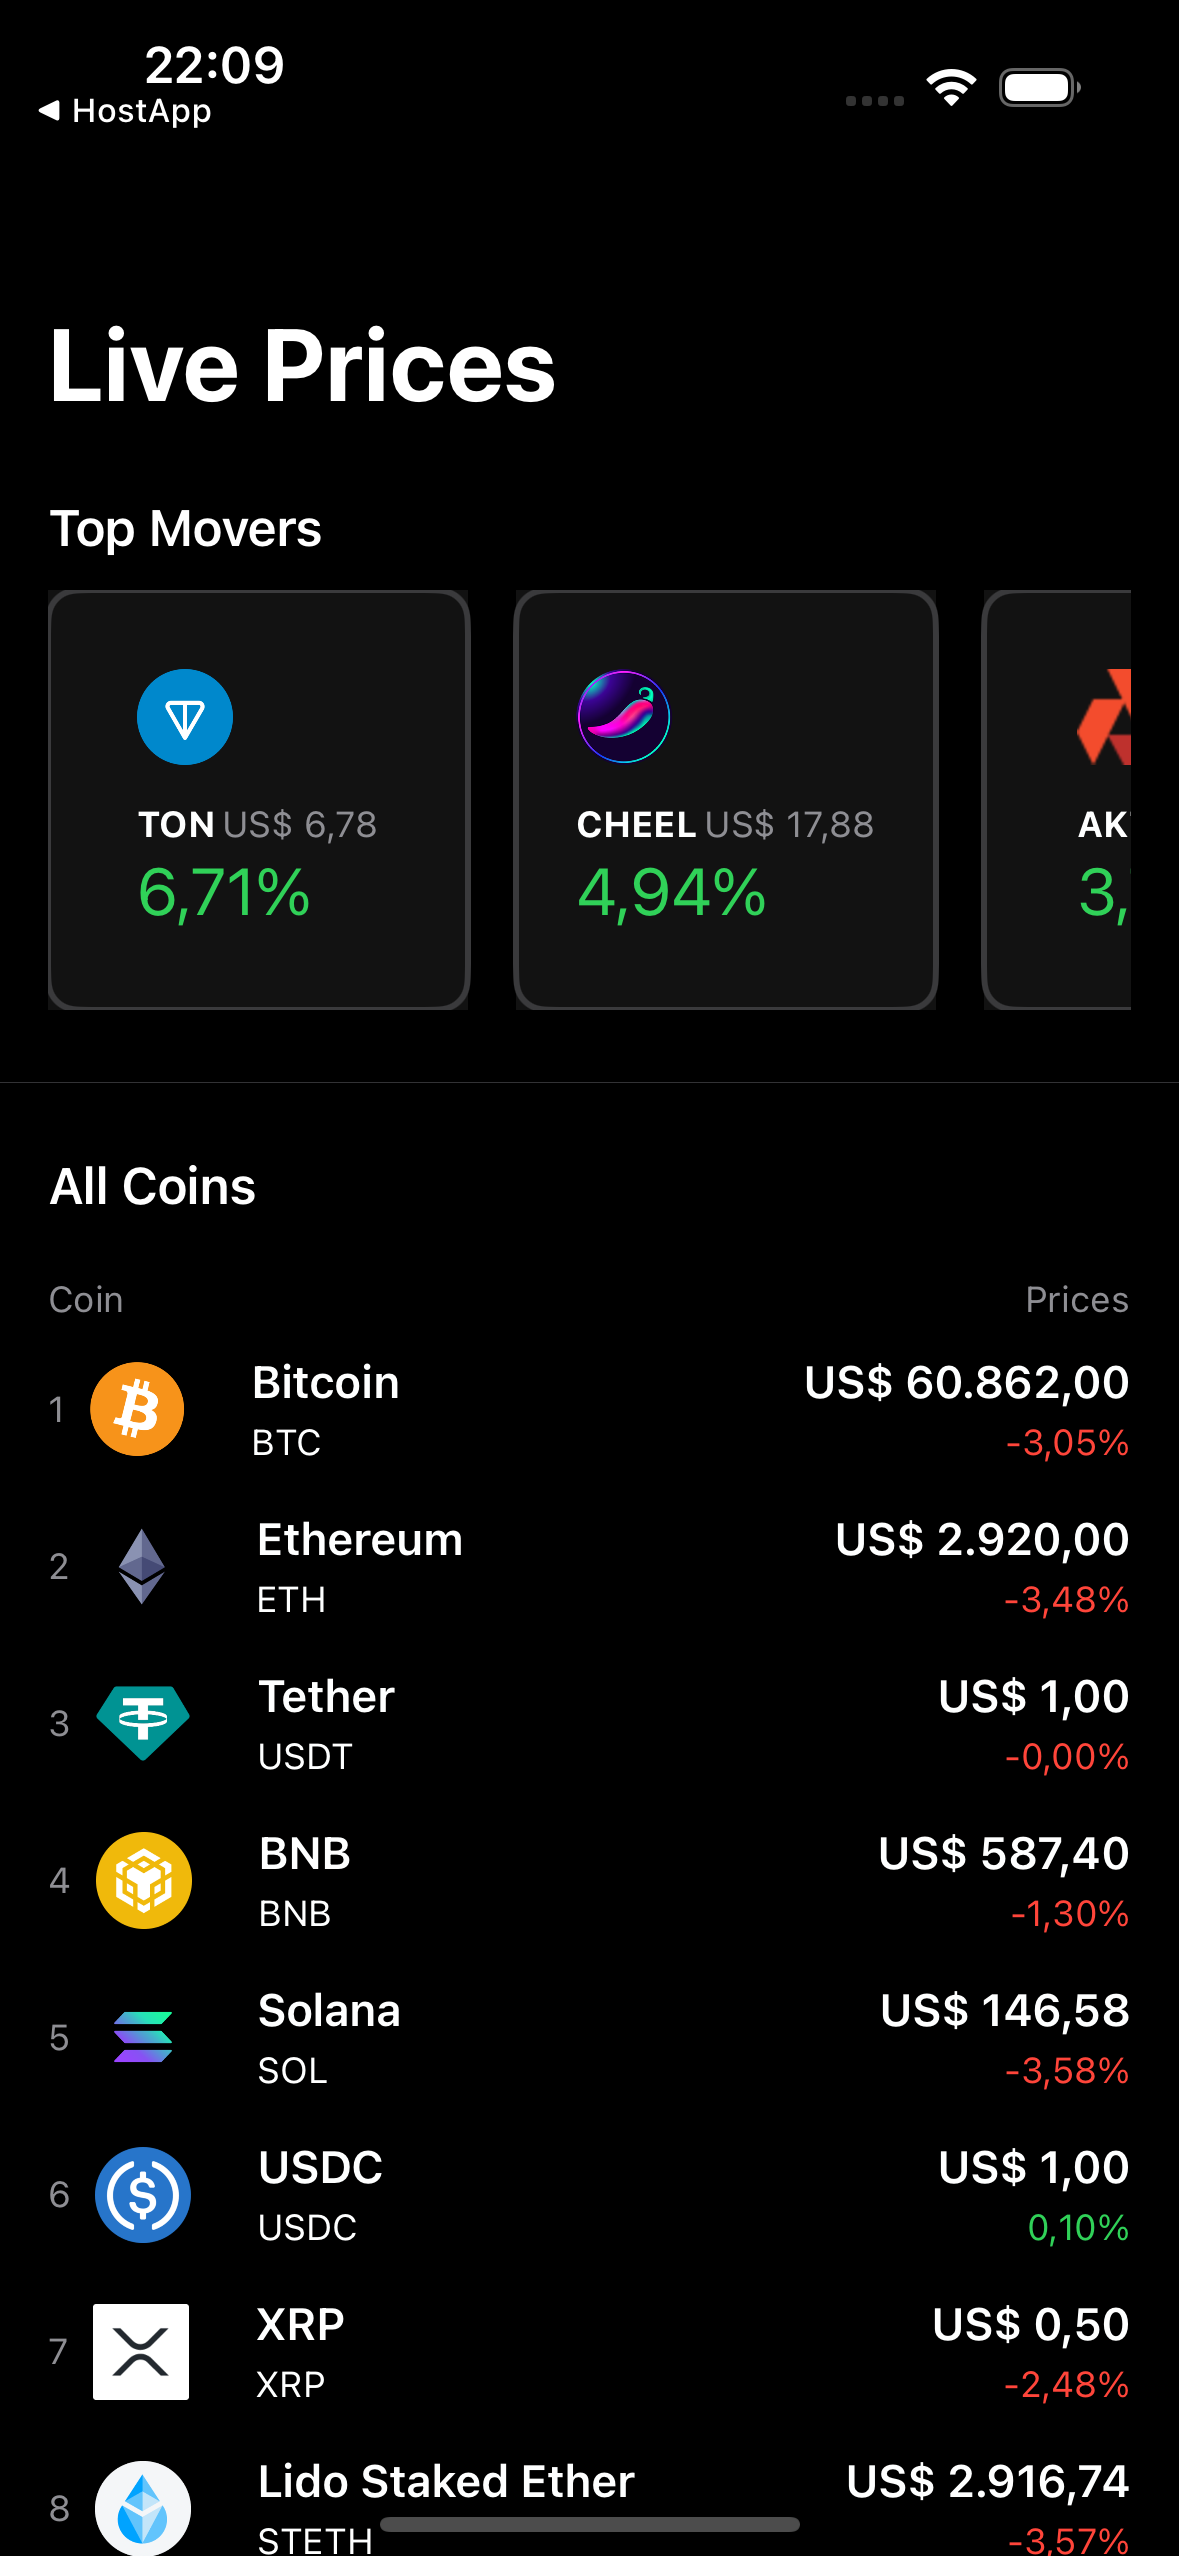 22:09
◀ HostApp
Live Prices
Top Movers
TON US$ 6,78
6,71%
CHEEL US$ 17,88
4,94%
AK
3,
All Coins
Coin Prices
1 Bitcoin US$ 60.862,00
BTC -3,05%
2 Ethereum US$ 2.920,00
ETH -3,48%
3 Tether US$ 1,00
USDT -0,00%
4 BNB US$ 587,40
BNB -1,30%
5 Solana US$ 146,58
SOL -3,58%
6 USDC US$ 1,00
USDC 0,10%
7 XRP US$ 0,50
XRP -2,48%
8 Lido Staked Ether US$ 2.916,74
STETH -3,57%